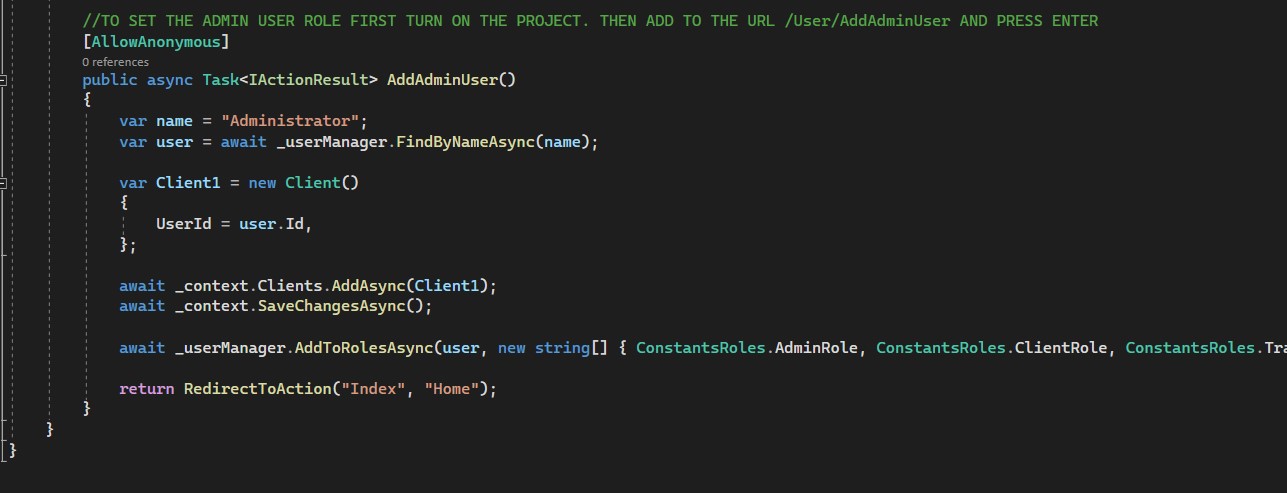 //TO SET THE ADMIN USER ROLE FIRST TURN ON THE PROJECT. THEN ADD TO THE URL /User/AddAdminUser AND PRESS ENTER
[AllowAnonymous]
0 references
public async Task<IActionResult> AddAdminUser()
{
var name = "Administrator";
var user = await _userManager.FindByNameAsync(name);
var Client1 = new Client()
{
UserId = user.Id,
};
await _context.Clients.AddAsync(Client1);
await _context.SaveChangesAsync();
await _userManager.AddToRolesAsync(user, new string[] { ConstantsRoles.AdminRole, ConstantsRoles.ClientRole, ConstantsRoles.Tra
return RedirectToAction("Index", "Home");
}
}
}